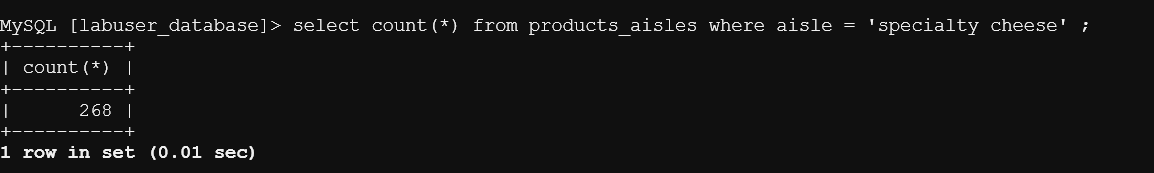 MySQL [labuser_database]> select count(*) from products_aisles where aisle = 'specialty cheese' ;
+----------+
| count(*) |
+----------+
|      268 |
+----------+
1 row in set (0.01 sec)